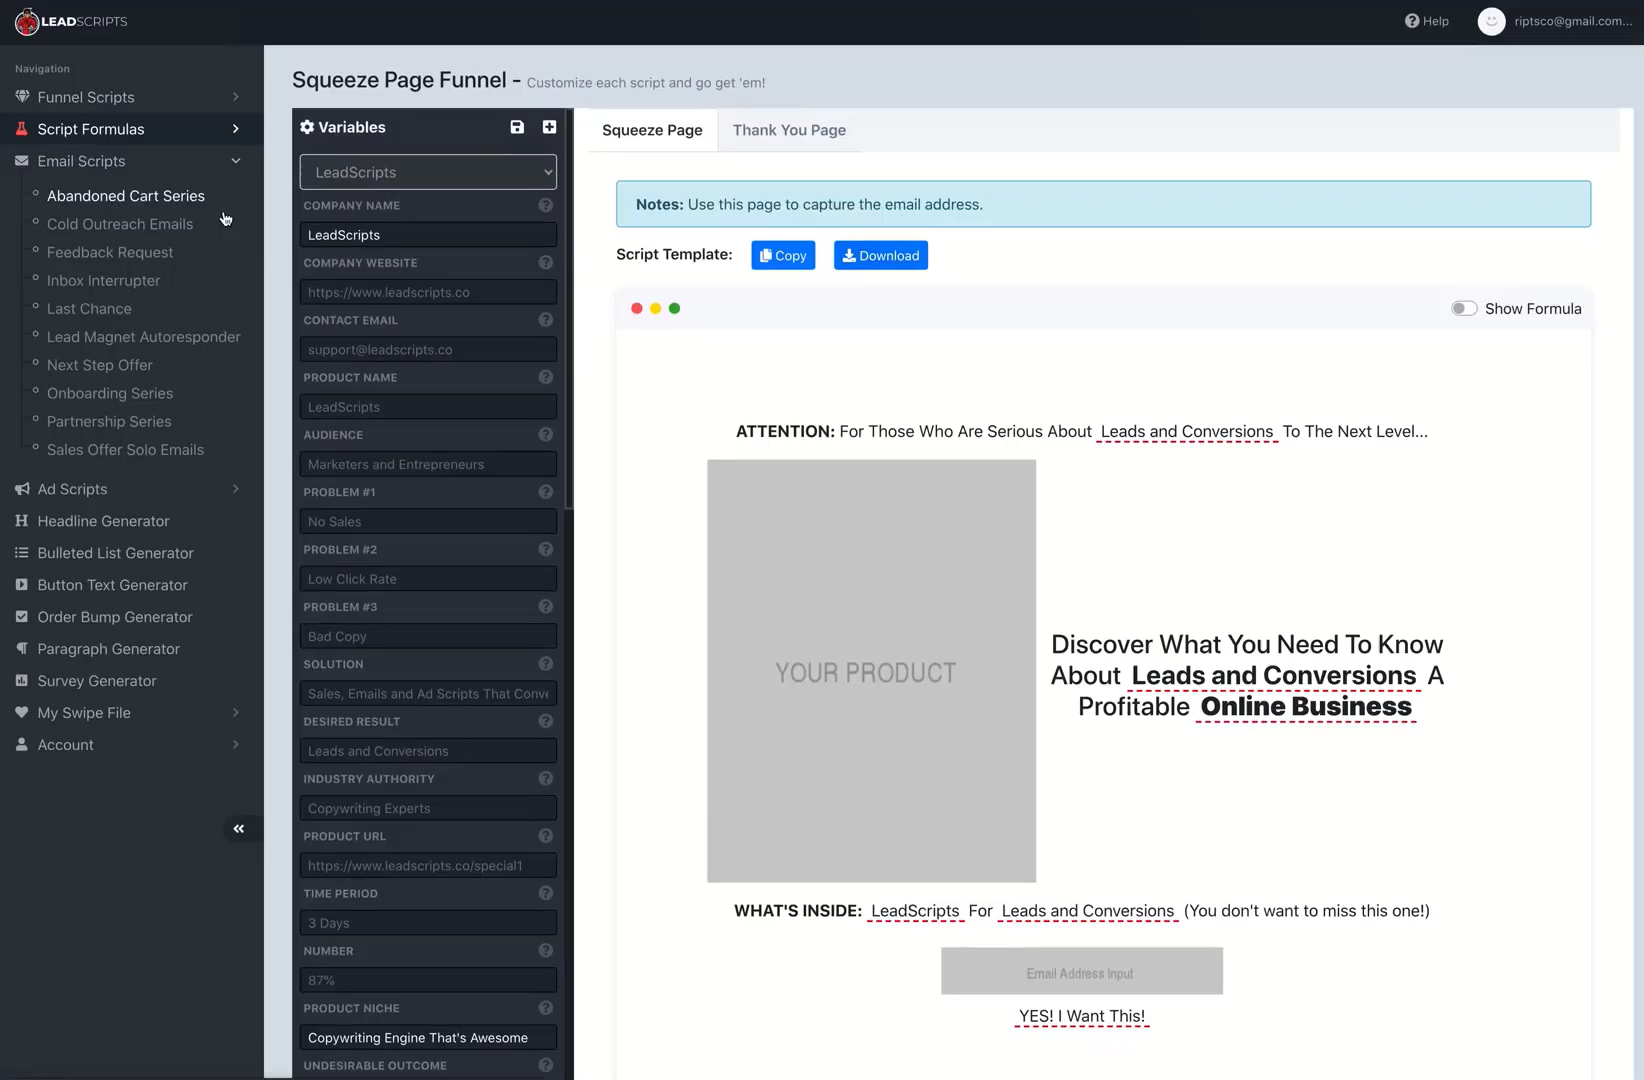 LEADSCRIPTS
Help
riptsco@gmail.com...
Navigation
Funnel Scripts
Script Formulas
Email Scripts
Abandoned Cart Series
Cold Outreach Emails
Feedback Request
Inbox Interrupter
Last Chance
Lead Magnet Autoresponder
Next Step Offer
Onboarding Series
Partnership Series
Sales Offer Solo Emails
Ad Scripts
Headline Generator
Bulleted List Generator
Button Text Generator
Order Bump Generator
Paragraph Generator
Survey Generator
My Swipe File
Account
Squeeze Page Funnel - Customize each script and go get 'em!
Variables
LeadScripts
COMPANY NAME
LeadScripts
COMPANY WEBSITE
https://www.leadscripts.co
CONTACT EMAIL
support@leadscripts.co
PRODUCT NAME
LeadScripts
AUDIENCE
Marketers and Entrepreneurs
PROBLEM #1
No Sales
PROBLEM #2
Low Click Rate
PROBLEM #3
Bad Copy
SOLUTION
Sales, Emails and Ad Scripts That Conve
DESIRED RESULT
Leads and Conversions
INDUSTRY AUTHORITY
Copywriting Experts
PRODUCT URL
https://www.leadscripts.co/special1
TIME PERIOD
3 Days
NUMBER
87%
PRODUCT NICHE
Copywriting Engine That's Awesome
UNDESIRABLE OUTCOME
Squeeze Page
Thank You Page
Notes: Use this page to capture the email address.
Script Template: Copy Download
Show Formula
ATTENTION: For Those Who Are Serious About Leads and Conversions To The Next Level...
YOUR PRODUCT
Discover What You Need To Know
About Leads and Conversions A
Profitable Online Business
WHAT'S INSIDE: LeadScripts For Leads and Conversions (You don't want to miss this one!)
Email Address Input
YES! I Want This!